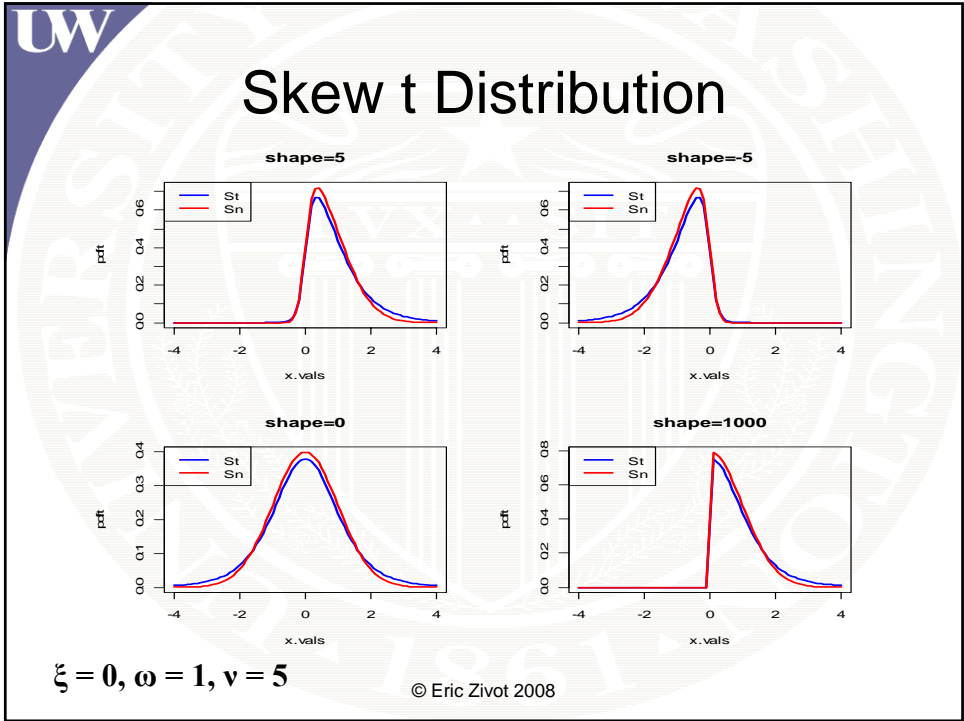 UW
Skew t Distribution
shape=5
St
Sn
pdf.t
0.0 0.2 0.4 0.6
-4 -2 0 2 4
x.vals
shape=-5
St
Sn
pdf.t
0.0 0.2 0.4 0.6
-4 -2 0 2 4
x.vals
shape=0
St
Sn
pdf.t
0.0 0.1 0.2 0.3 0.4
-4 -2 0 2 4
x.vals
shape=1000
St
Sn
pdf.t
0.0 0.2 0.4 0.6 0.8
-4 -2 0 2 4
x.vals
ξ = 0, ω = 1, ν = 5
© Eric Zivot 2008
1861